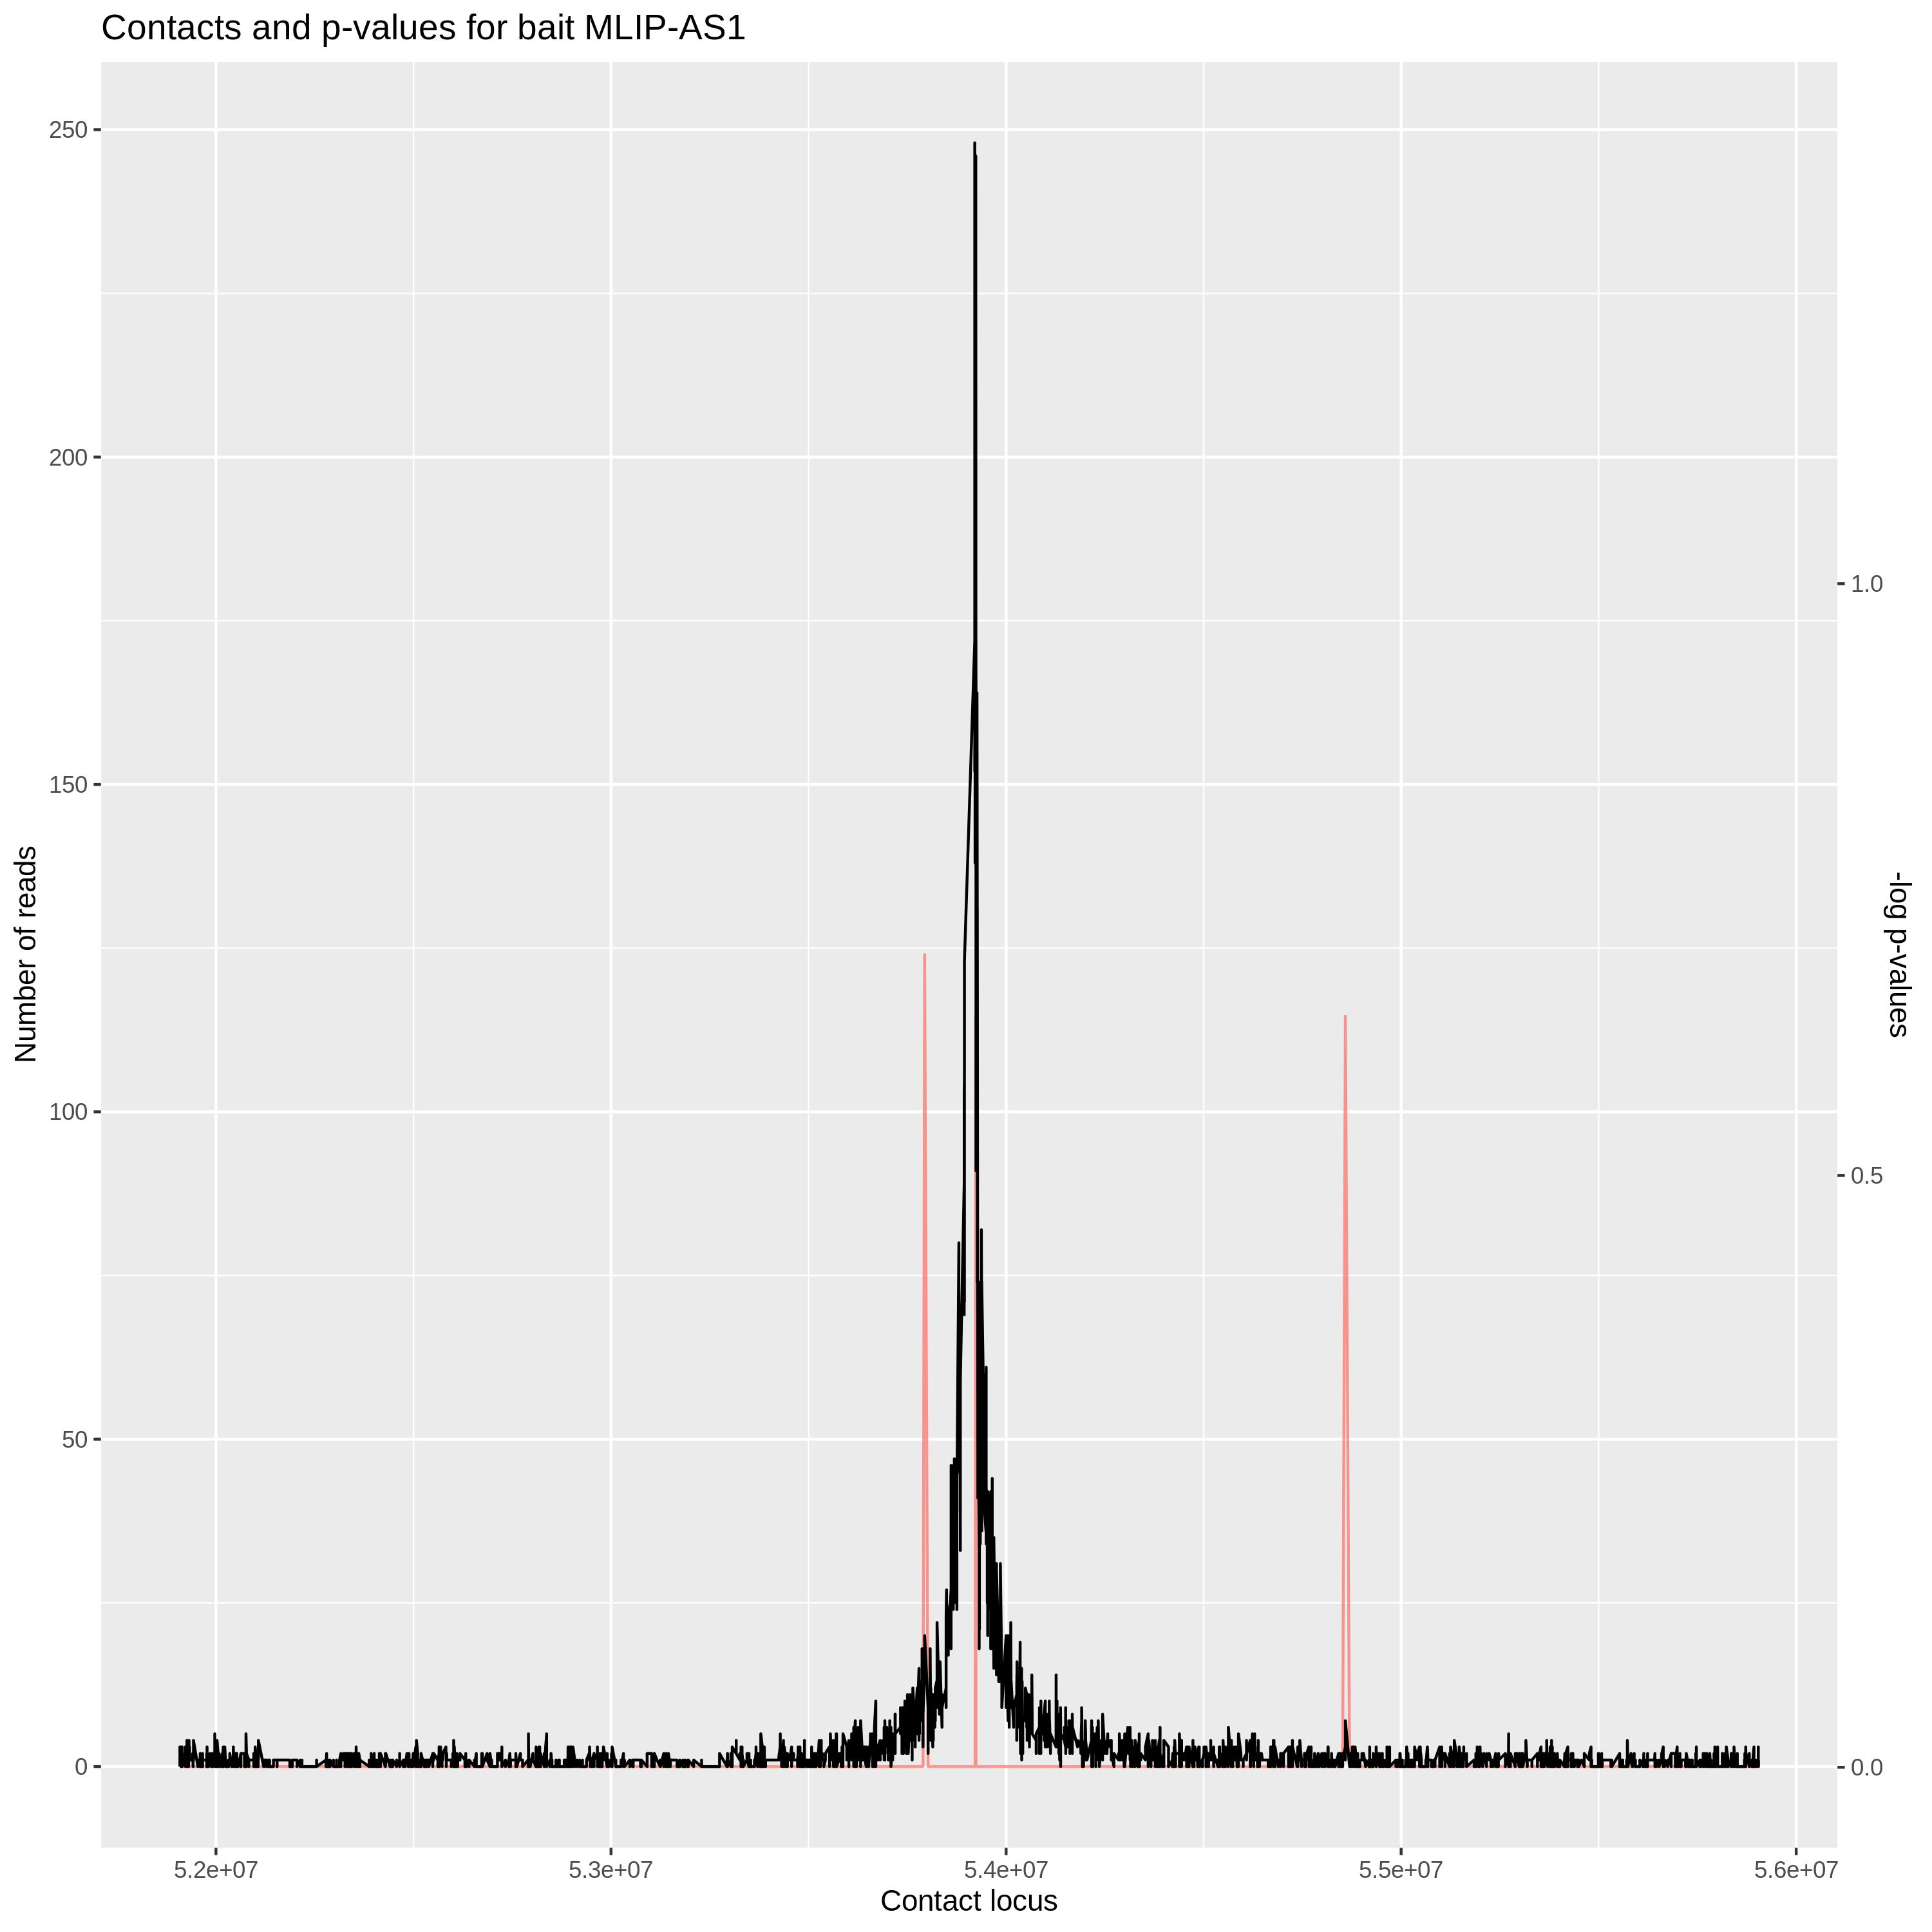 Contacts and p-values for bait MLIP-AS1
250
200
150
100
50
0
Number of reads
1.0
0.5
0.0
-log p-values
5.2e+07
5.3e+07
5.4e+07
5.5e+07
5.6e+07
Contact locus